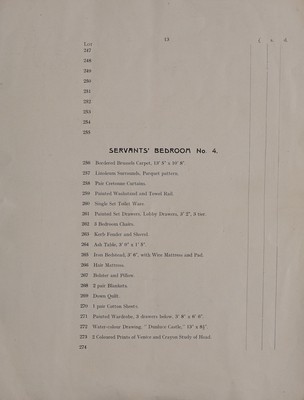 13
Lot £ s. d.
247
248
249
250
251
252
253
254
255
SERVANTS' BEDROOM No. 4.
256 Bordered Brussels Carpet, 13' 5" x 10' 9".
257 Linoleum Surrounds, Parquet pattern
258 Pair Cretonne Curtains.
259 Painted Washstand and Towel Rail
260 Single Set Toilet Ware.
261 Painted Set Drawers, Lobby Drawers, 3' 2", 5 tier.
262 3 Bedroom Chairs.
263 Kerb Fender and Shovel.
264 Ash Table, 3' 0" x 1' 8".
265 Iron Bedstead, 3' 6", with Wire Mattress and Pad.
266 Hair Mattress.
267 Bolster and Pillow.
268 2 pair Blankets.
269 Down Quilt.
270 1 pair Cotton Sheets.
271 Painted Wardrobe, 3 drawers below, 3' 8" x 6' 6".
272 Water-colour Drawing, "Dunluce Castle," 13" x 8½".
273 2 Coloured Prints of Venice and Crayon Study of Head.
274